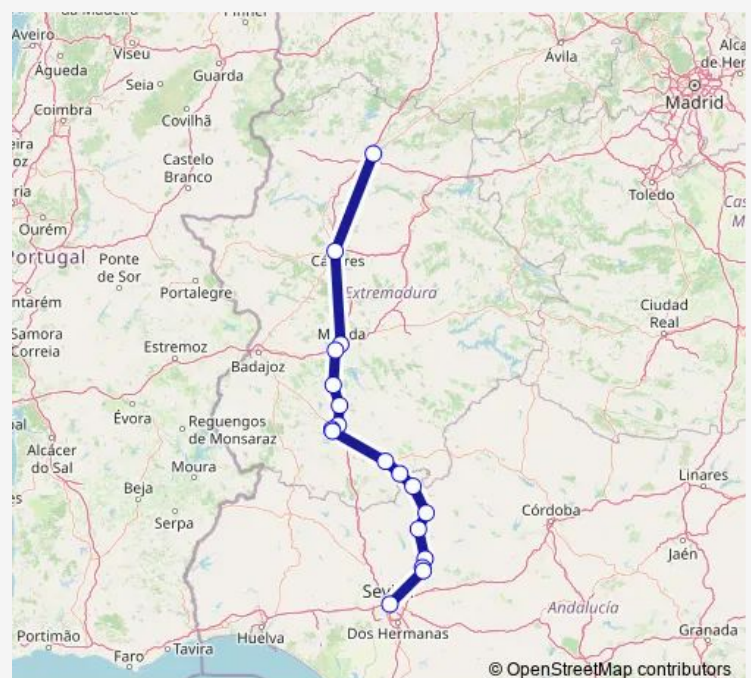 Aveiro
Viseu
Águeda
Seia
Guarda
Ávila
Madrid
Coimbra
Covilhã
Castelo
Branco
Toledo
Ourém
Portugal
Ponte
de Sor
Portalegre
Extremadura
Ciudad
Real
Samora
Correia
Estremoz
Badajoz
Évora
Reguengos
de Monsaraz
Alcácer
do Sal
Moura
Beja
Serpa
Linares
Córdoba
Jaén
Andalucía
Huelva
Dos Hermanas
Portimão
Tavira
Faro
Granada
© OpenStreetMap contributors